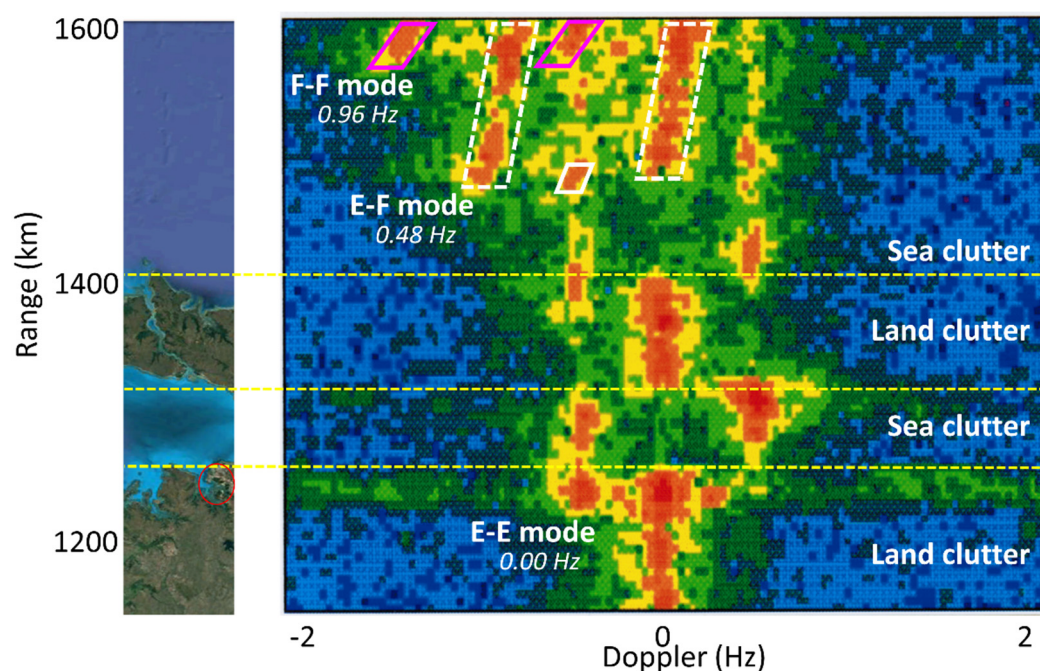 1600
F-F mode
0.96 Hz
E-F mode
0.48 Hz
Sea clutter
1400
Land clutter
Range (km)
Sea clutter
E-E mode
0.00 Hz
1200
Land clutter
-2
0
2
Doppler (Hz)